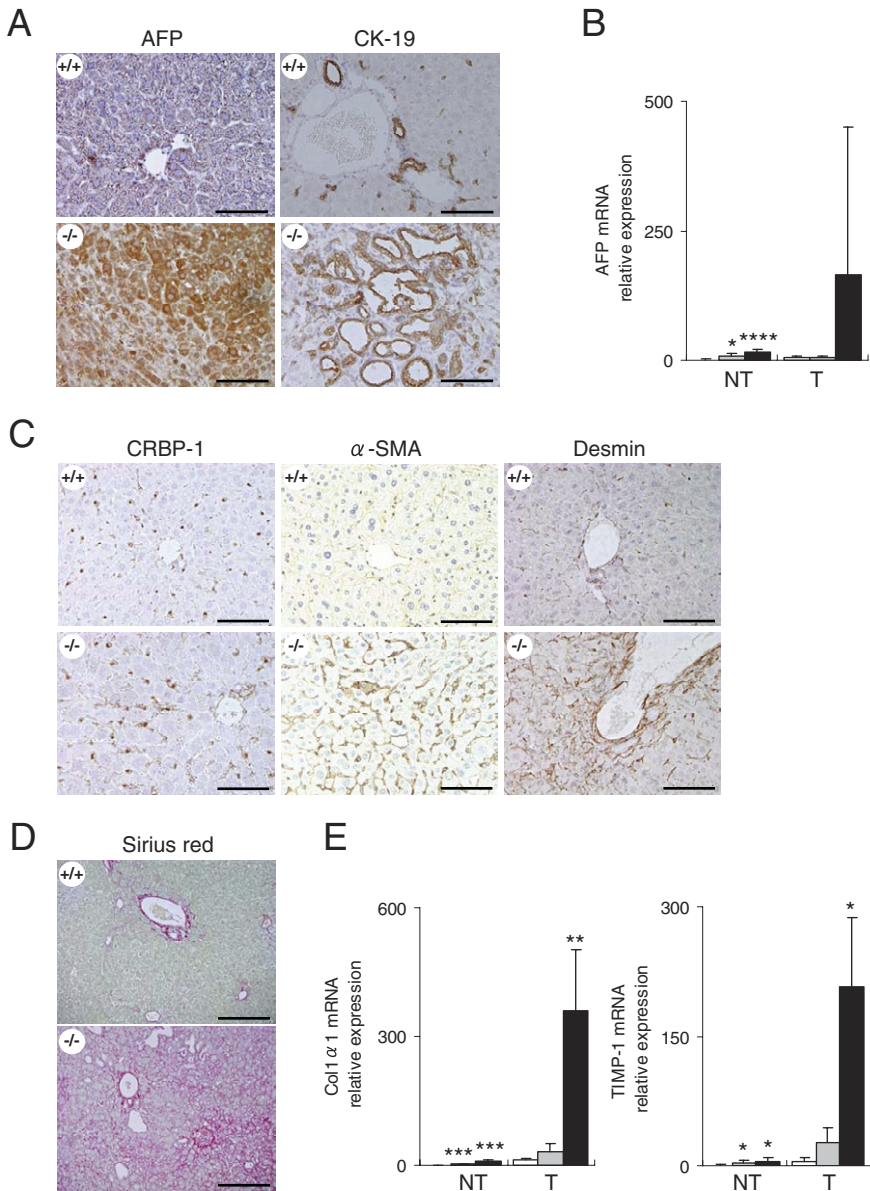 A
AFP
CK-19
+/+
+/+
-/-
-/-
B
500
250
0
AFP mRNA
relative expression
*
****
NT
T
C
CRBP-1
α-SMA
Desmin
+/+
+/+
+/+
-/-
-/-
-/-
D
Sirius red
+/+
-/-
E
600
300
0
Col1α1 mRNA
relative expression
***
***
**
NT
T
300
150
0
TIMP-1 mRNA
relative expression
*
*
*
NT
T